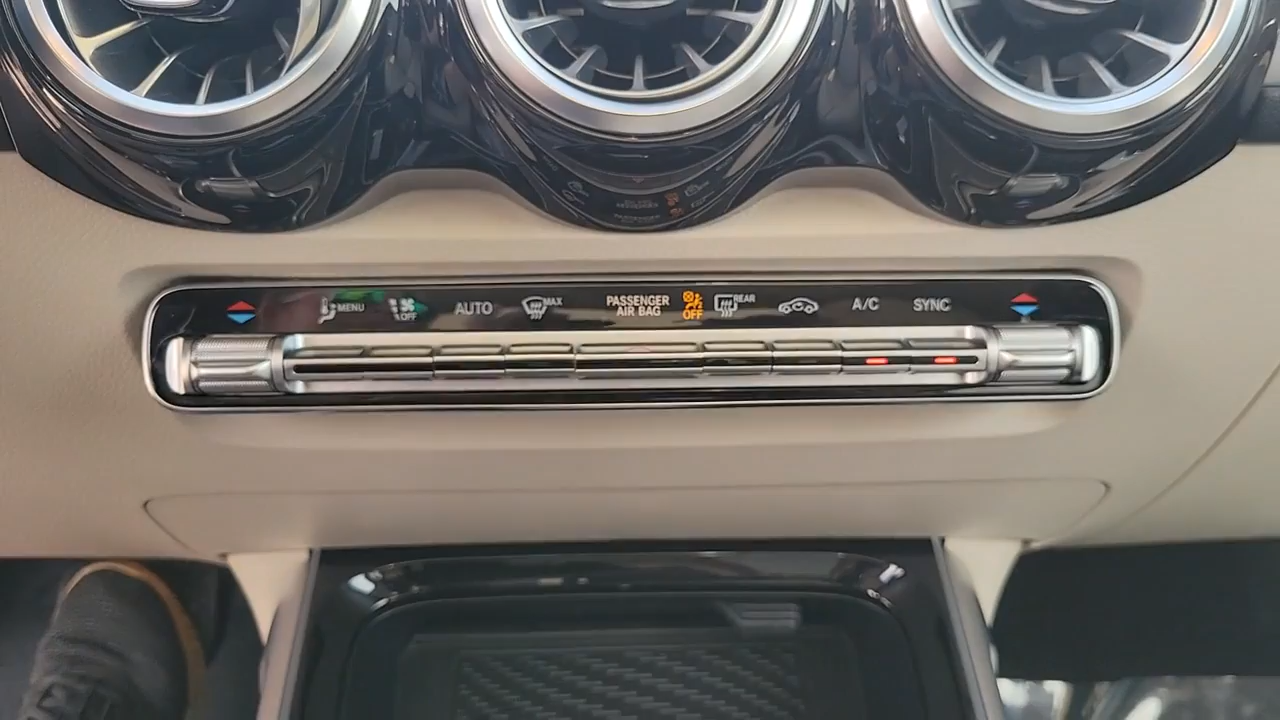 MENU
OFF
AUTO
MAX
PASSENGER
AIR BAG
OFF
REAR
A/C
SYNC